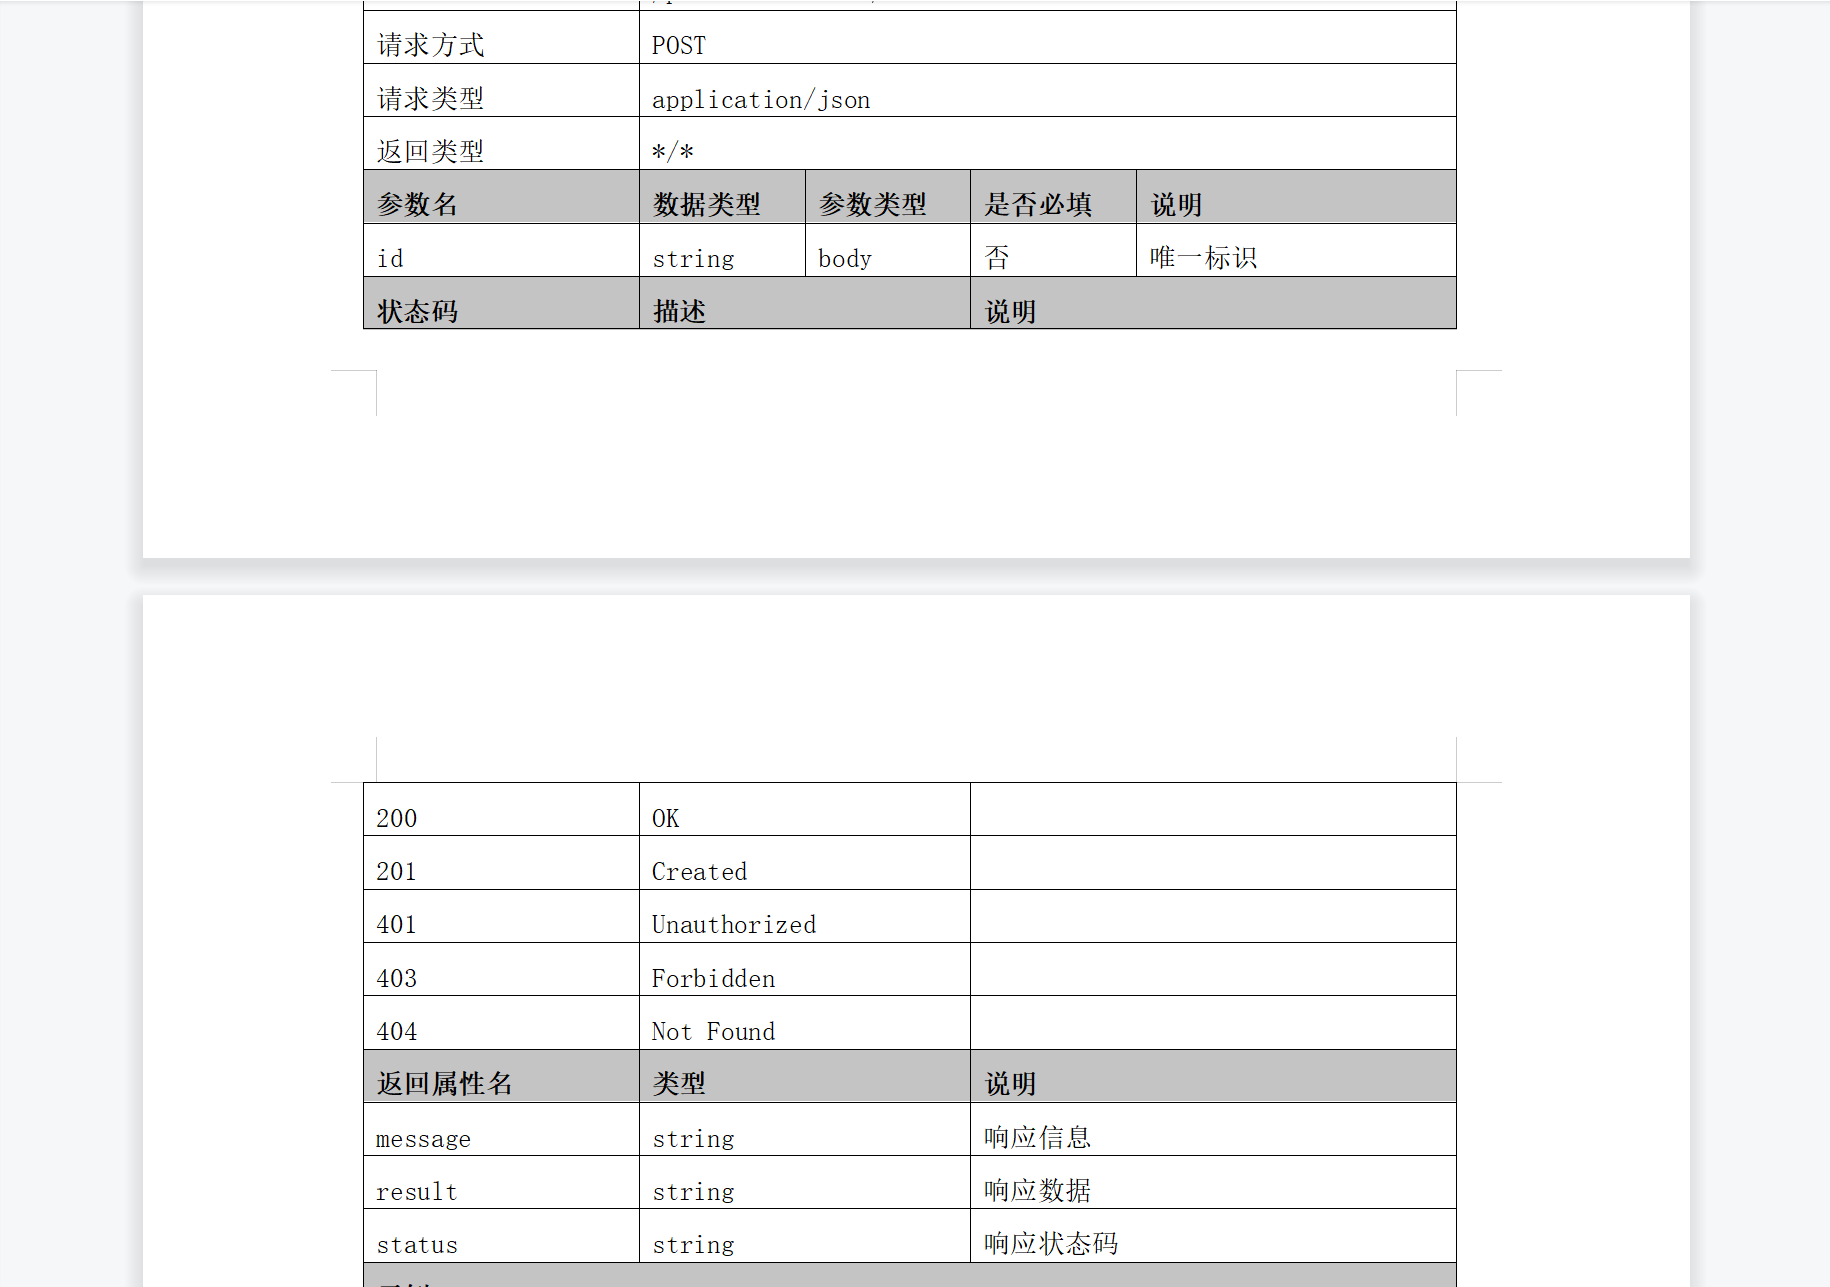 请求方式 POST
请求类型 application/json
返回类型 */*
参数名 数据类型 参数类型 是否必填 说明
id string body 否 唯一标识
状态码 描述 说明
200 OK
201 Created
401 Unauthorized
403 Forbidden
404 Not Found
返回属性名 类型 说明
message string 响应信息
result string 响应数据
status string 响应状态码